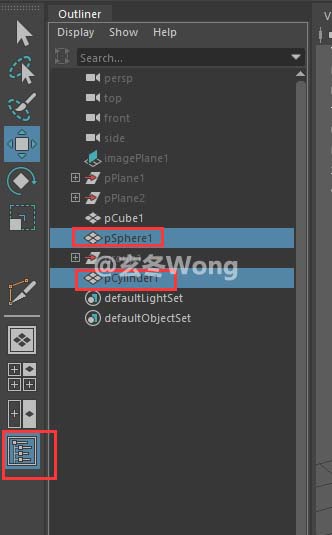 Outliner
Display Show Help
Search...
persp
top
front
side
imagePlane1
pPlane1
pPlane2
pCube1
pSphere1
@玄冬Wong
pCylinder1
defaultLightSet
defaultObjectSet